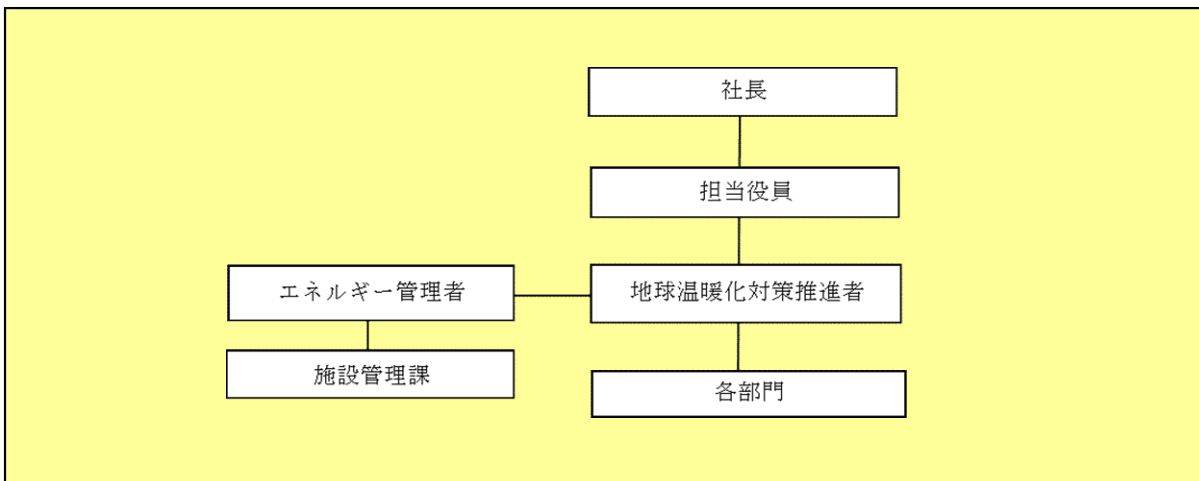 社長
担当役員
エネルギー管理者
地球温暖化対策推進者
施設管理課
各部門